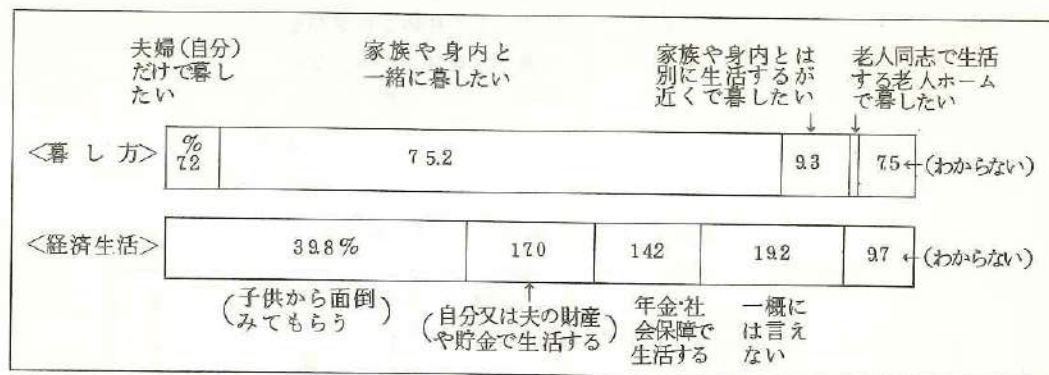 夫婦(自分)
だけで暮し
たい
家族や身内と
一緒に暮したい
家族や身内とは
別に生活するが
近くで暮したい
老人同志で生活
する老人ホーム
で暮したい
<暮し方>
%
7.2
75.2
9.3
7.5
←(わからない)
<経済生活>
39.8%
17.0
14.2
19.2
9.7
←(わからない)
(子供から面倒
みてもらう)
(自分又は夫の財産
や貯金で生活する)
年金·社
会保障で
生活する
一概に
は言え
ない